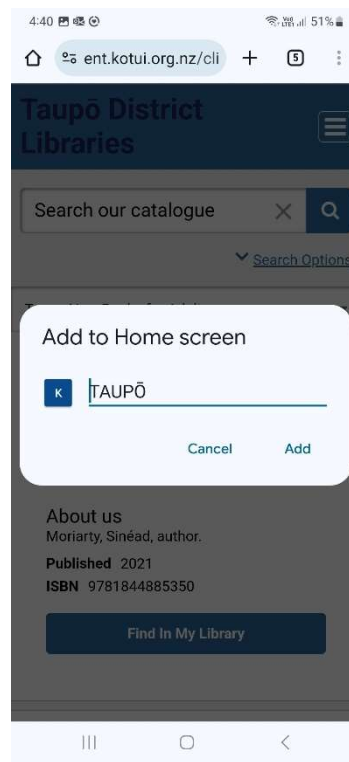 4:40 51%
ent.kotui.org.nz/cli 5
Taupō District
Libraries
Search our catalogue
Search Options
Add to Home screen
K TAUPŌ
Cancel Add
About us
Moriarty, Sinéad, author.
Published 2021
ISBN 9781844885350
Find In My Library